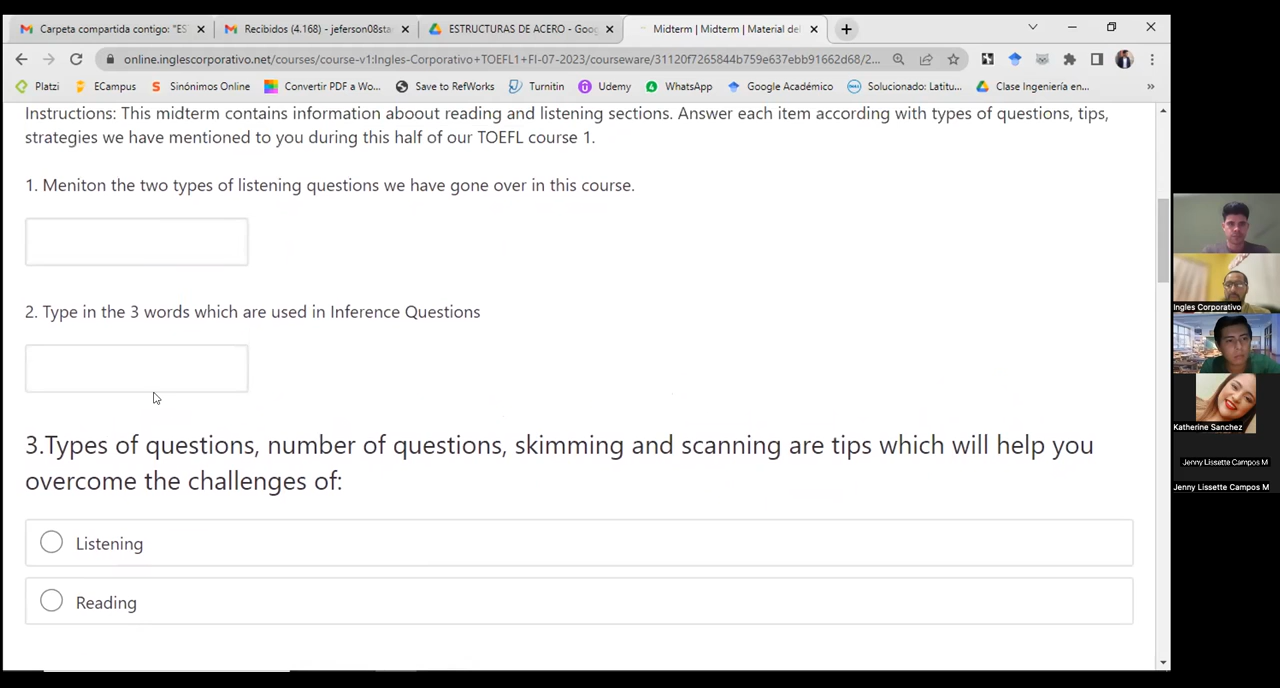 Carpeta compartida contigo: "ES
Recibidos (4.168) - jeferson08sta
ESTRUCTURAS DE ACERO - Goog
Midterm | Midterm | Material del
online.inglescorporativo.net/courses/course-v1:Ingles-Corporativo+TOEFL1+FI-07-2023/courseware/31120f7265844b759e637ebb91662d68/2...
Platzi
ECampus
Sinónimos Online
Convertir PDF a Wo...
Save to RefWorks
Turnitin
Udemy
WhatsApp
Google Académico
Solucionado: Latitu...
Clase Ingeniería en...
»
Instructions: This midterm contains information abouto reading and listening sections. Answer each item according with types of questions, tips,
strategies we have mentioned to you during this half of our TOEFL course 1.
1. Meniton the two types of listening questions we have gone over in this course.
2. Type in the 3 words which are used in Inference Questions
3.Types of questions, number of questions, skimming and scanning are tips which will help you
overcome the challenges of:
Listening
Reading
Ingles Corporativo
Katherine Sanchez
Jenny Lissette Campos M
Jenny Lissette Campos M